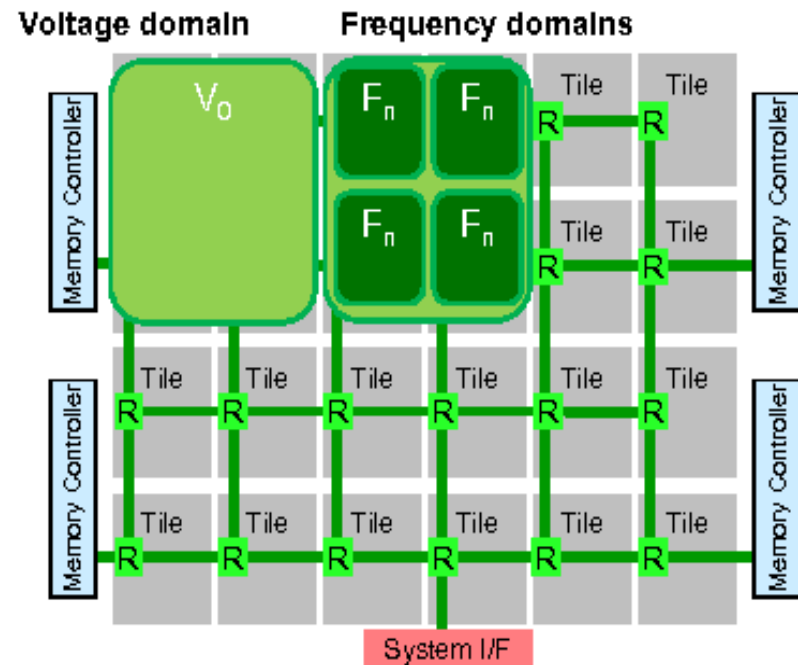 Voltage domain Frequency domains
Memory Controller
V₀
Fₙ Fₙ
Tile Tile
R R
Memory Controller
Fₙ Fₙ
Tile Tile
R R
Memory Controller
Tile Tile Tile Tile Tile Tile
R R R R R R
Memory Controller
Tile Tile Tile Tile Tile Tile
R R R R R R
System I/F